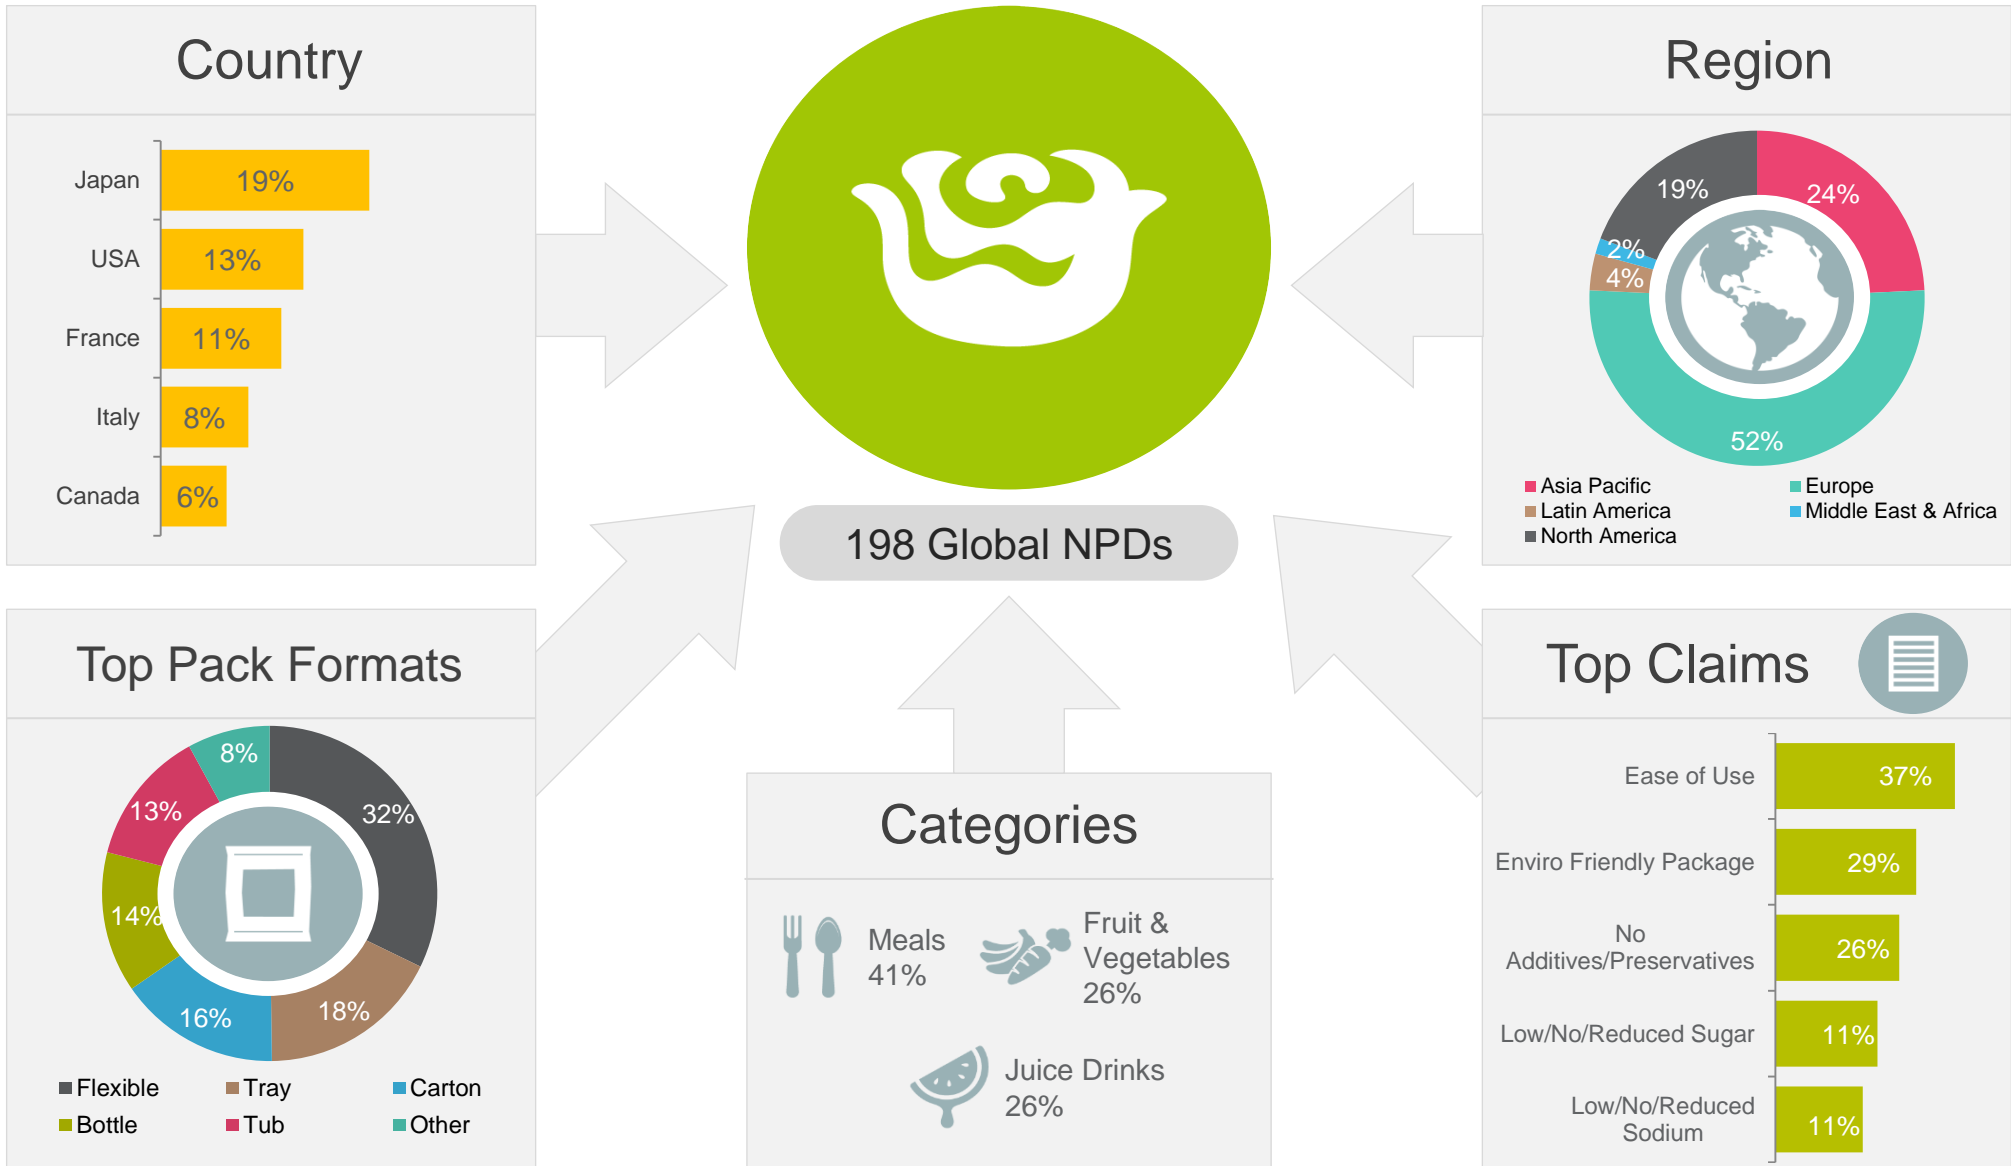 Country
Japan
19%
USA
13%
France
11%
Italy
8%
Canada
6%
198 Global NPDs
Region
24%
52%
4%
2%
19%
Asia Pacific
Europe
Latin America
Middle East & Africa
North America
Top Pack Formats
32%
18%
16%
14%
13%
8%
Flexible
Tray
Carton
Bottle
Tub
Other
Categories
Meals
41%
Fruit &
Vegetables
26%
Juice Drinks
26%
Top Claims
Ease of Use
37%
Enviro Friendly Package
29%
No
Additives/Preservatives
26%
Low/No/Reduced Sugar
11%
Low/No/Reduced
Sodium
11%